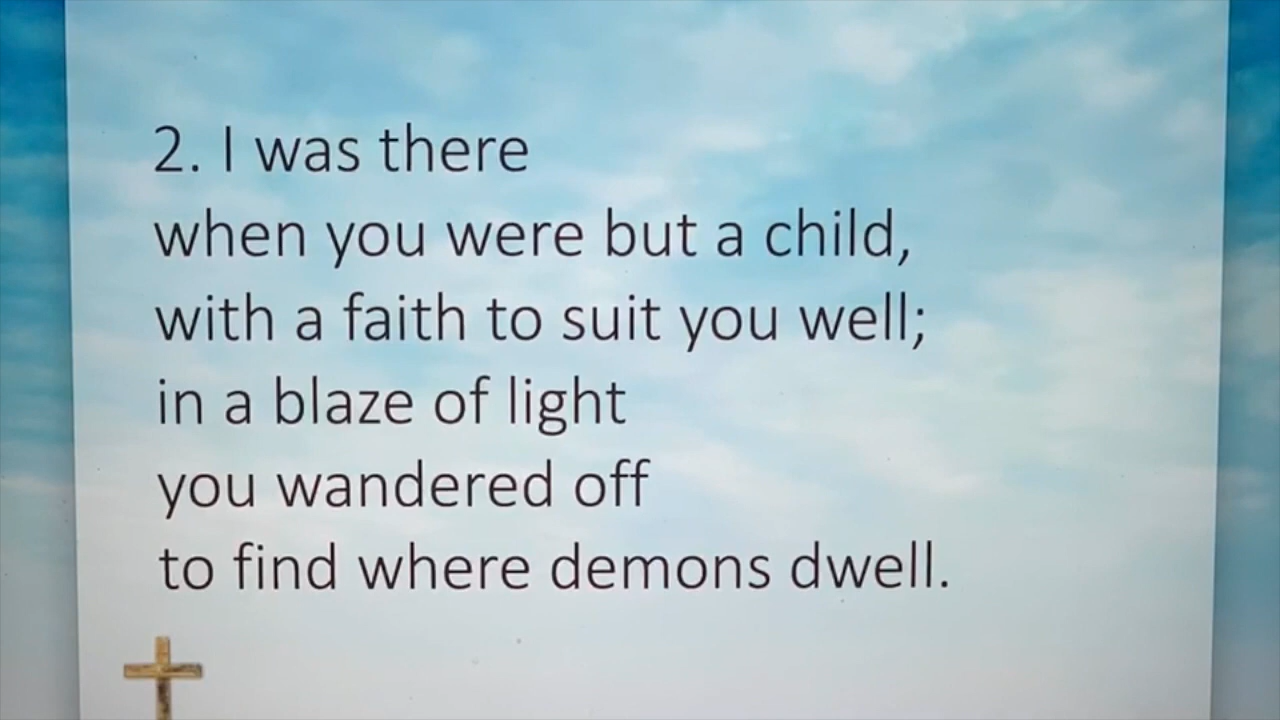 2. I was there
when you were but a child,
with a faith to suit you well;
in a blaze of light
you wandered off
to find where demons dwell.